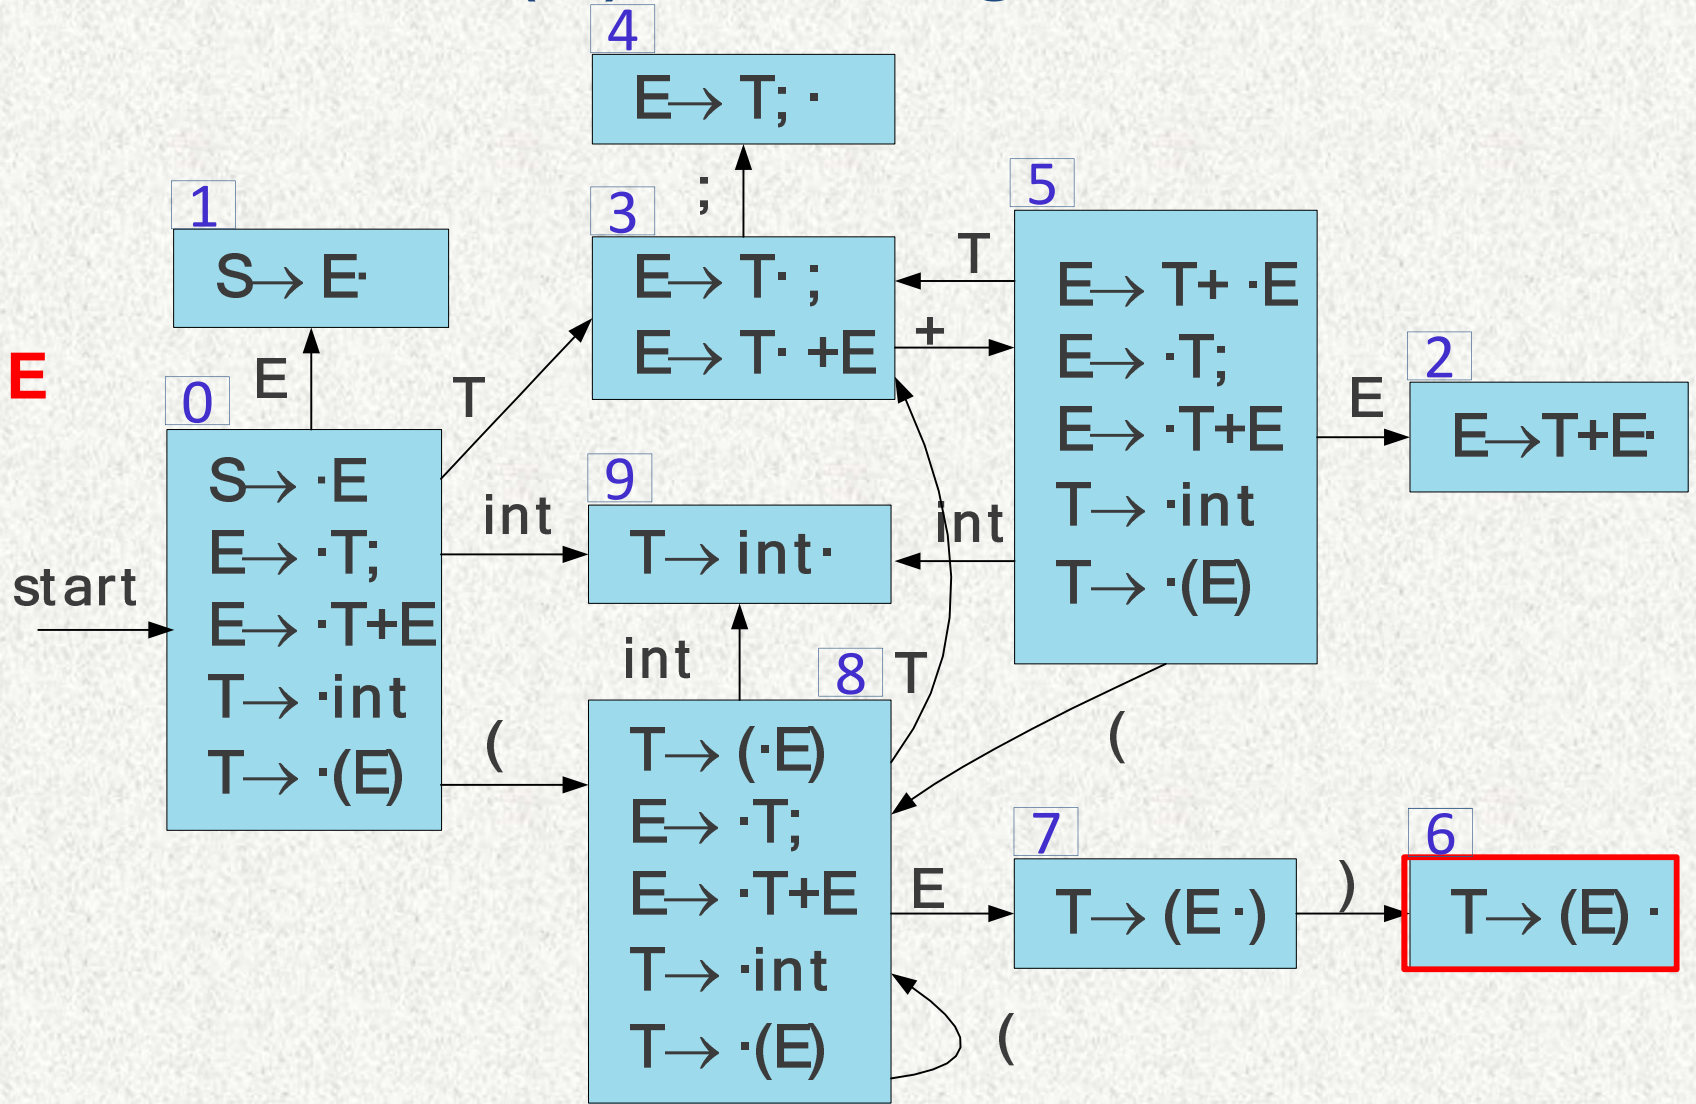 4
E→ T; ·
1
S→ E·
;
3
E→ T· ;
E→ T· +E
T
+
5
E→ T+ ·E
E→ ·T;
E→ ·T+E
T→ ·int
T→ ·(E)
E
2
E→T+E·
E
E
T
0
S→ ·E
E→ ·T;
E→ ·T+E
T→ ·int
T→ ·(E)
start
int
9
T→ int·
int
int
8
T
(
T→ (·E)
E→ ·T;
E→ ·T+E
T→ ·int
T→ ·(E)
(
E
7
T→ (E·)
)
6
T→ (E) ·
(